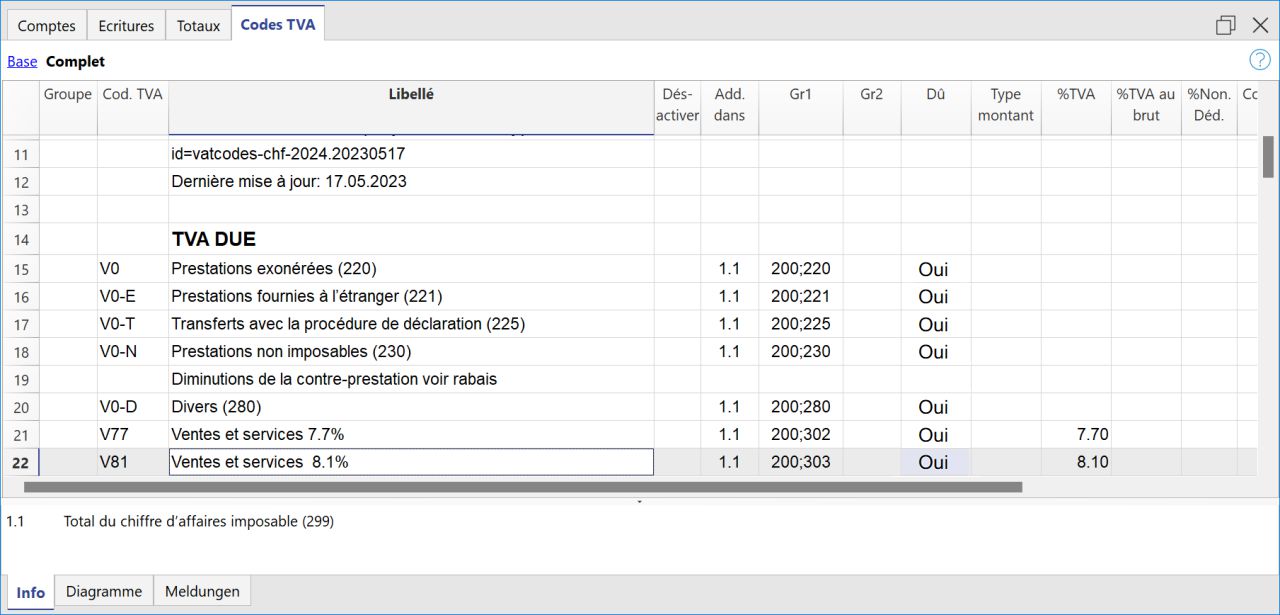 Comptes Ecritures Totaux Codes TVA
Base Complet
Groupe Cod. TVA Libellé Dés- Add. Gr1 Gr2 Dû Type %TVA %TVA au %Non. Co
activer dans montant brut Déd.
11 id=vatcodes-chf-2024.20230517
12 Dernière mise à jour: 17.05.2023
13
14 TVA DUE
15 V0 Prestations exonérées (220) 1.1 200;220 Oui
16 V0-E Prestations fournies à l'étranger (221) 1.1 200;221 Oui
17 V0-T Transferts avec la procédure de déclaration (225) 1.1 200;225 Oui
18 V0-N Prestations non imposables (230) 1.1 200;230 Oui
19 Diminutions de la contre-prestation voir rabais
20 V0-D Divers (280) 1.1 200;280 Oui
21 V77 Ventes et services 7.7% 1.1 200;302 Oui 7.70
22 V81 Ventes et services 8.1% 1.1 200;303 Oui 8.10
1.1 Total du chiffre d'affaires imposable (299)
Info Diagramme Meldungen